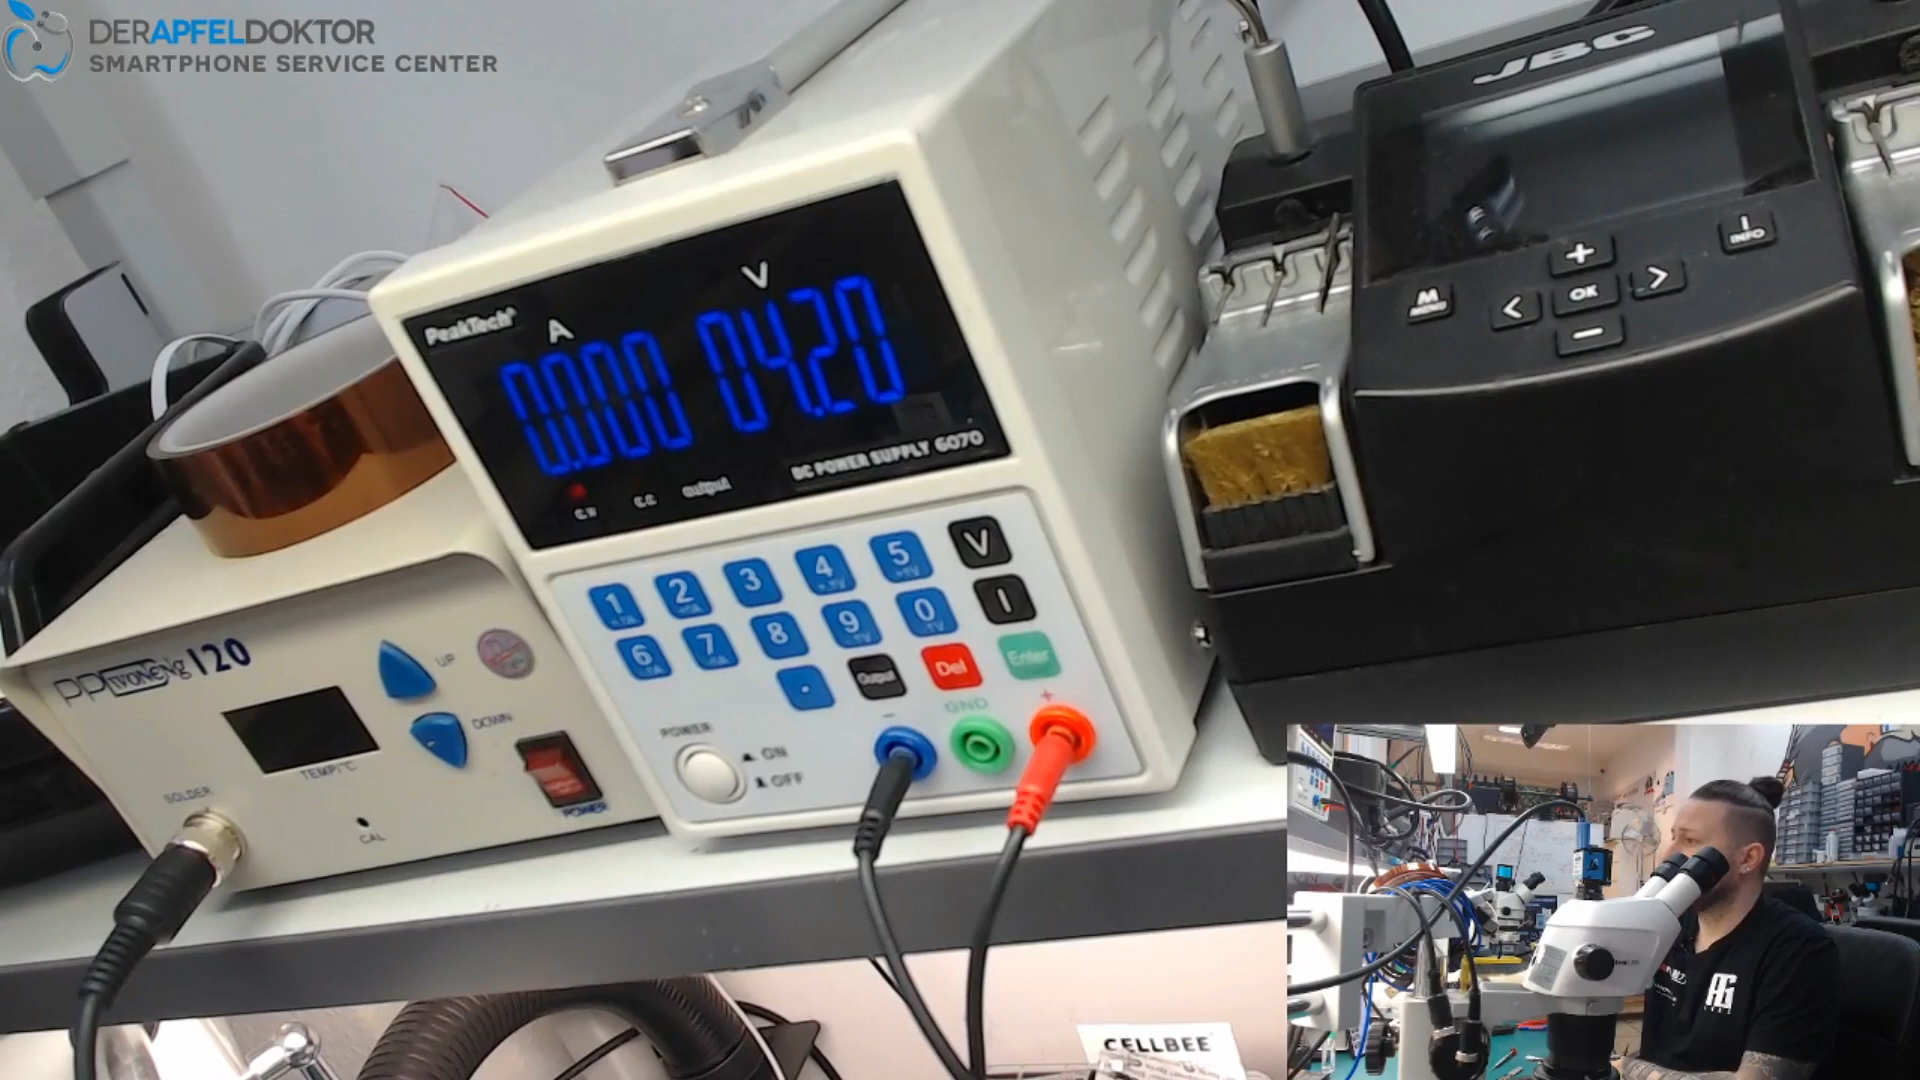 DERAPFELDOKTOR
SMARTPHONE SERVICE CENTER
JBC
I
INFO
+
M
MENU
<
OK
>
-
PeakTech
A
V
0.000
04.20
C.V
C.C
output
DC POWER SUPPLY 6070
1
2
3
4
5
V
6
7
8
9
0
I
.
Output
Del
Enter
-
GND
+
POWER
ON
OFF
120
UP
DOWN
TEMP/°C
SOLDER
CAL
POWER
CELLBEE
AG